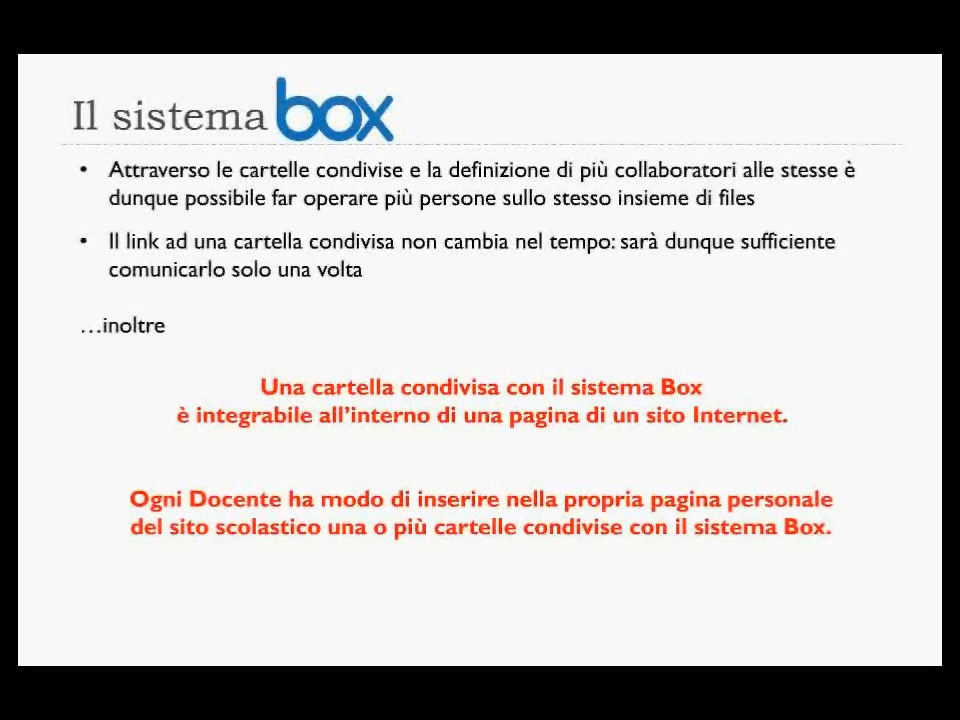 Il sistema box
• Attraverso le cartelle condivise e la definizione di più collaboratori alle stesse è
dunque possibile far operare più persone sullo stesso insieme di files
• Il link ad una cartella condivisa non cambia nel tempo: sarà dunque sufficiente
comunicarlo solo una volta
…inoltre
Una cartella condivisa con il sistema Box
è integrabile all’interno di una pagina di un sito Internet.
Ogni Docente ha modo di inserire nella propria pagina personale
del sito scolastico una o più cartelle condivise con il sistema Box.